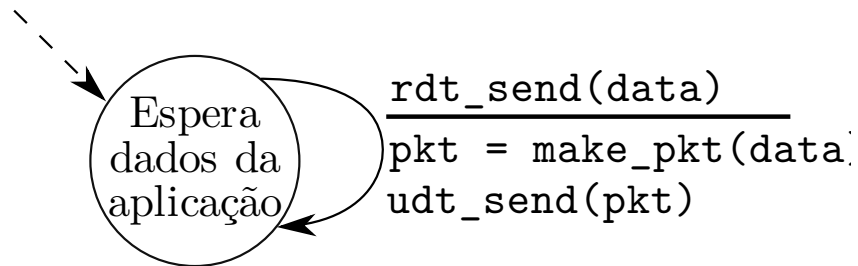 Espera
dados da
aplicação
rdt_send(data)
pkt = make_pkt(data)
udt_send(pkt)